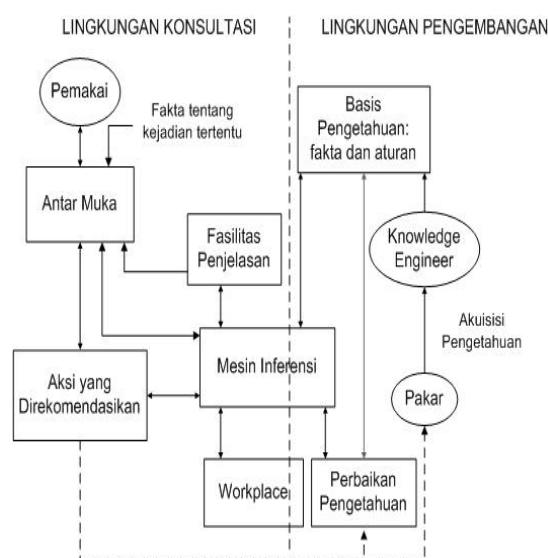 LINGKUNGAN KONSULTASI
LINGKUNGAN PENGEMBANGAN
Pemakai
Fakta tentang
kejadian tertentu
Basis
Pengetahuan:
fakta dan aturan
Antar Muka
Fasilitas
Penjelasan
Knowledge
Engineer
Akuisisi
Pengetahuan
Mesin Inferensi
Aksi yang
Direkomendasikan
Pakar
Workplace
Perbaikan
Pengetahuan